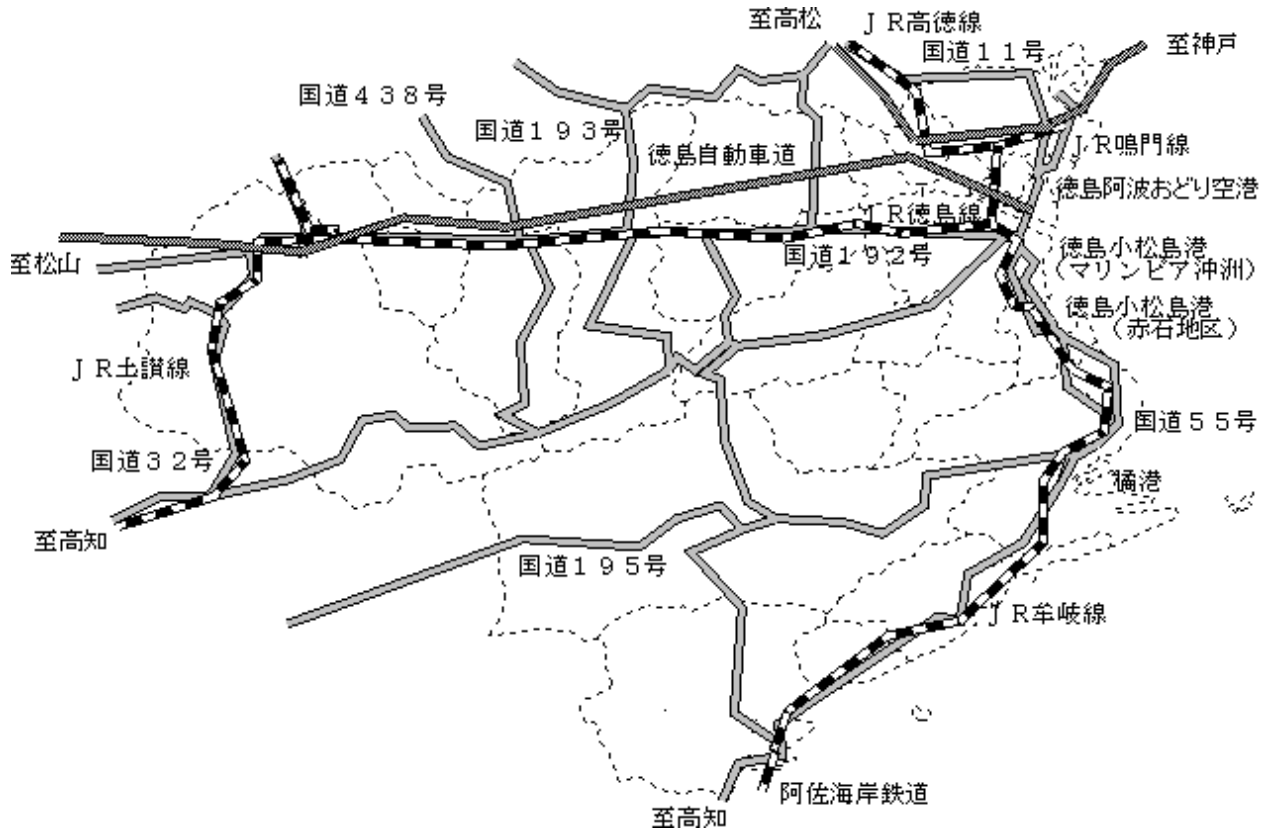 至高松
ＪＲ高徳線
国道１１号
至神戸
国道４３８号
国道１９３号
徳島自動車道
ＪＲ鳴門線
徳島阿波おどり空港
ＪＲ徳島線
国道１９２号
至松山
徳島小松島港
（マリンピア沖洲）
徳島小松島港
（赤石地区）
ＪＲ土讃線
国道５５号
国道３２号
橘港
至高知
国道１９５号
ＪＲ牟岐線
阿佐海岸鉄道
至高知